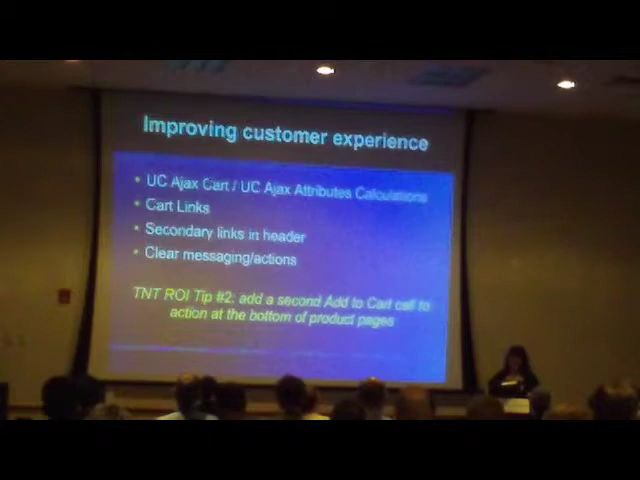 Improving customer experience
• UC Ajax Cart / UC Ajax Attributes Calculations
• Cart Links
• Secondary links in header
• Clear messaging/actions
TNT ROI Tip #2: add a second Add to Cart call to
action at the bottom of product pages